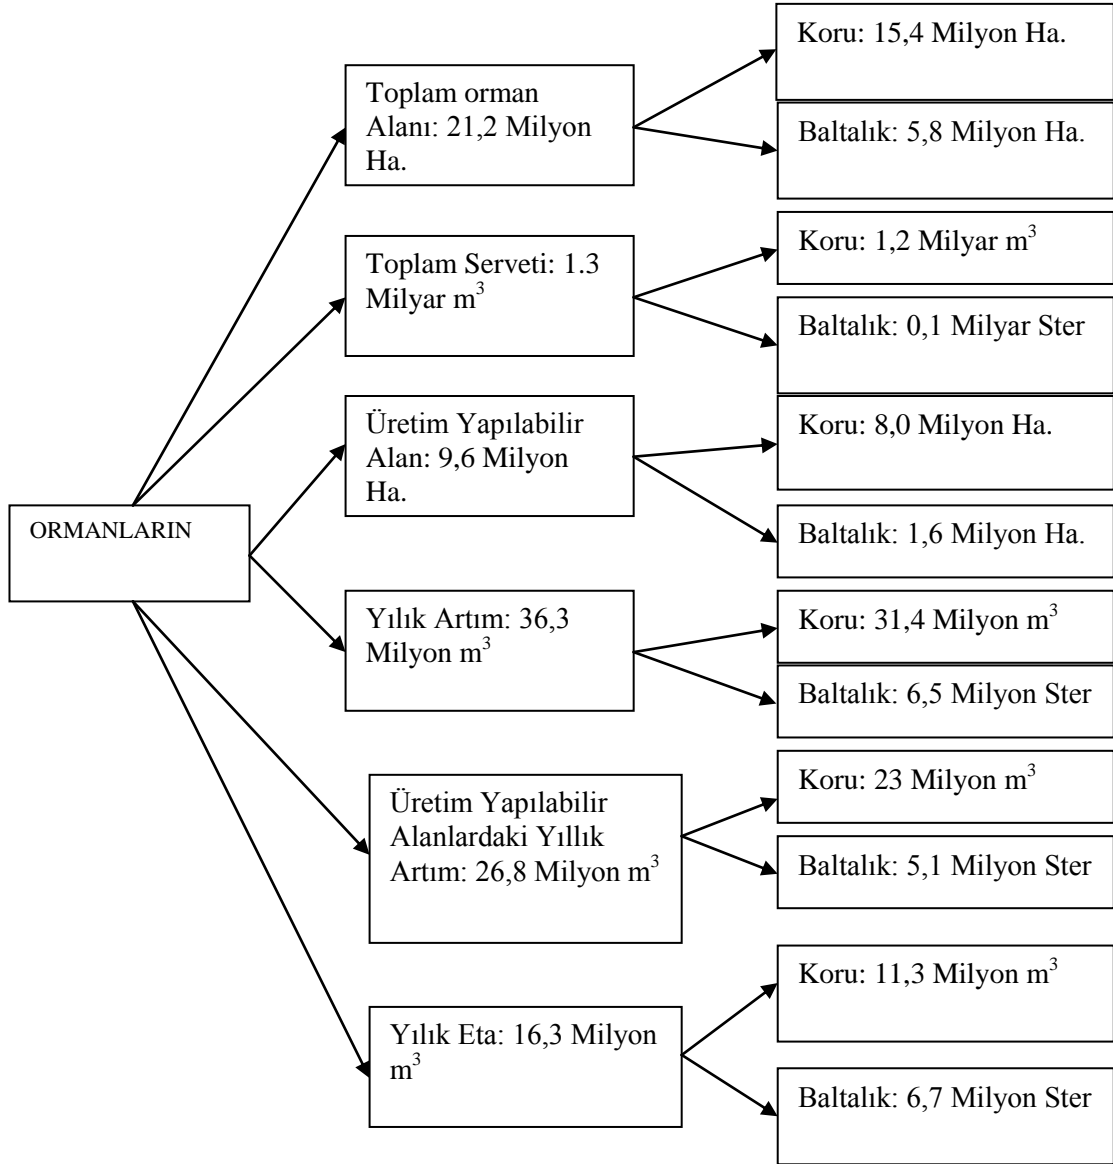 ORMANLARIN
Toplam orman
Alanı: 21,2 Milyon
Ha.
Koru: 15,4 Milyon Ha.
Baltalık: 5,8 Milyon Ha.
Toplam Serveti: 1.3
Milyar m³
Koru: 1,2 Milyar m³
Baltalık: 0,1 Milyar Ster
Üretim Yapılabilir
Alan: 9,6 Milyon
Ha.
Koru: 8,0 Milyon Ha.
Baltalık: 1,6 Milyon Ha.
Yılık Artım: 36,3
Milyon m³
Koru: 31,4 Milyon m³
Baltalık: 6,5 Milyon Ster
Üretim Yapılabilir
Alanlardaki Yıllık
Artım: 26,8 Milyon m³
Koru: 23 Milyon m³
Baltalık: 5,1 Milyon Ster
Yılık Eta: 16,3 Milyon
m³
Koru: 11,3 Milyon m³
Baltalık: 6,7 Milyon Ster